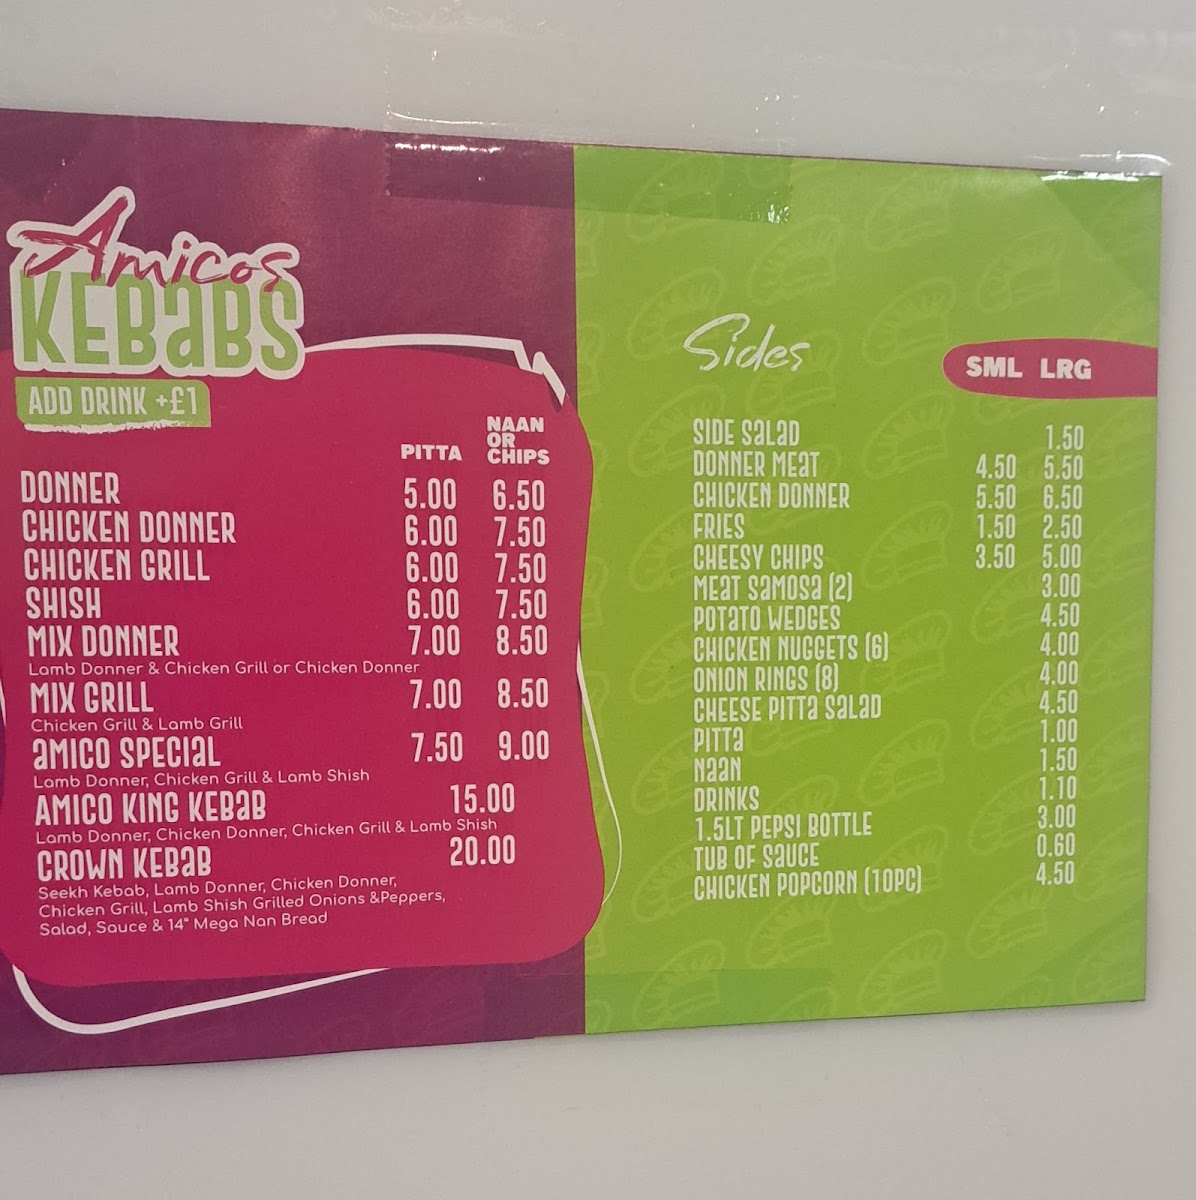 Amicos
KEBABS
ADD DRINK +£1
PITTA
NAAN
OR
CHIPS
DONNER 5.00 6.50
CHICKEN DONNER 6.00 7.50
CHICKEN GRILL 6.00 7.50
SHISH 6.00 7.50
MIX DONNER 7.00 8.50
Lamb Donner & Chicken Grill or Chicken Donner
MIX GRILL 7.00 8.50
Chicken Grill & Lamb Grill
AMICO SPECIAL 7.50 9.00
Lamb Donner, Chicken Grill & Lamb Shish
AMICO KING KEBAB 15.00
Lamb Donner, Chicken Donner, Chicken Grill & Lamb Shish
CROWN KEBAB 20.00
Seekh Kebab, Lamb Donner, Chicken Donner,
Chicken Grill, Lamb Shish Grilled Onions &Peppers,
Salad, Sauce & 14" Mega Nan Bread
Sides
SML LRG
SIDE SALAD 1.50
DONNER MEAT 4.50 5.50
CHICKEN DONNER 5.50 6.50
FRIES 1.50 2.50
CHEESY CHIPS 3.50 5.00
MEAT SAMOSA (2) 3.00
POTATO WEDGES 4.50
CHICKEN NUGGETS (6) 4.00
ONION RINGS (8) 4.00
CHEESE PITTA SALAD 4.50
PITTA 1.00
NAAN 1.50
DRINKS 1.10
1.5LT PEPSI BOTTLE 3.00
TUB OF SAUCE 0.60
CHICKEN POPCORN (10PC) 4.50